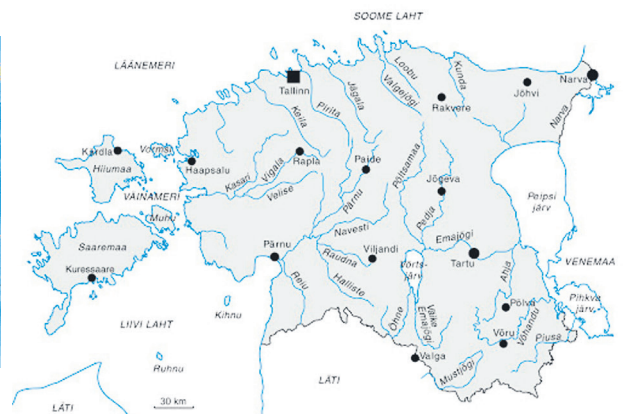 SOOME LAHT
LÄÄNEMERI
Tallinn
Keila
Pirita
Jägala
Loobu
Valgejõgi
Kunda
Rakvere
Jõhvi
Narva
Narva
Kärdla
Hiiumaa
Vormsi
Haapsalu
Kasari
Vigala
Rapla
Velise
Paide
Pärnu
Põltsamaa
Jõgeva
Pedja
Peipsi
järv
VÄINAMERI
Muhu
Saaremaa
Kuressaare
Pärnu
Navesti
Raudna
Viljandi
Halliste
Reiu
Emajõgi
Tartu
Võrts-
järv
Ahja
VENEMAA
Pihkva
järv
LIIVI LAHT
Kihnu
Ruhnu
Õhne
Väike
Emajõgi
Põlva
Võru
Võhandu
Piusa
Valga
Mustjõgi
30 km
LÄTI
LÄTI